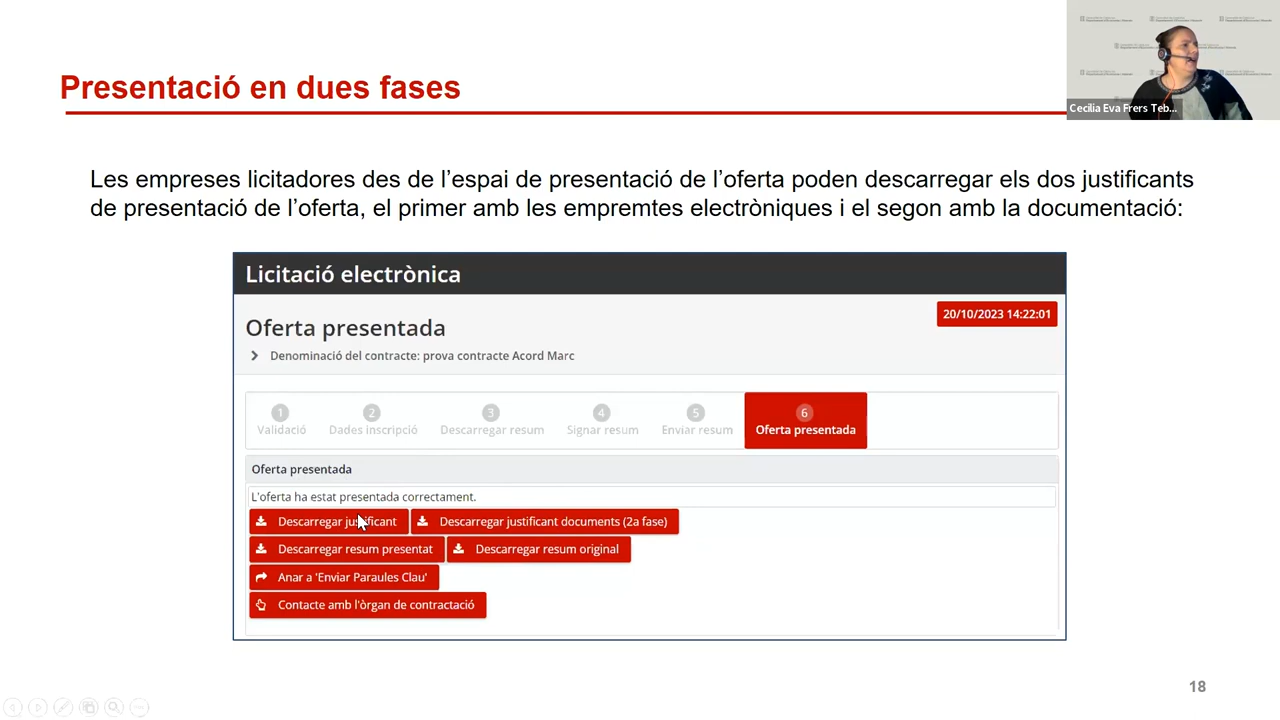 Presentació en dues fases
Cecilia Eva Frers Teb...
Les empreses licitadores des de l’espai de presentació de l’oferta poden descarregar els dos justificants
de presentació de l’oferta, el primer amb les empremtes electròniques i el segon amb la documentació:
Licitació electrònica
Oferta presentada
20/10/2023 14:22:01
Denominació del contracte: prova contracte Acord Marc
1 2 3 4 5 6
Validació Dades inscripció Descarregar resum Signar resum Enviar resum Oferta presentada
Oferta presentada
L'oferta ha estat presentada correctament.
Descarregar justificant Descarregar justificant documents (2a fase)
Descarregar resum presentat Descarregar resum original
Anar a 'Enviar Paraules Clau'
Contacte amb l'òrgan de contractació
18